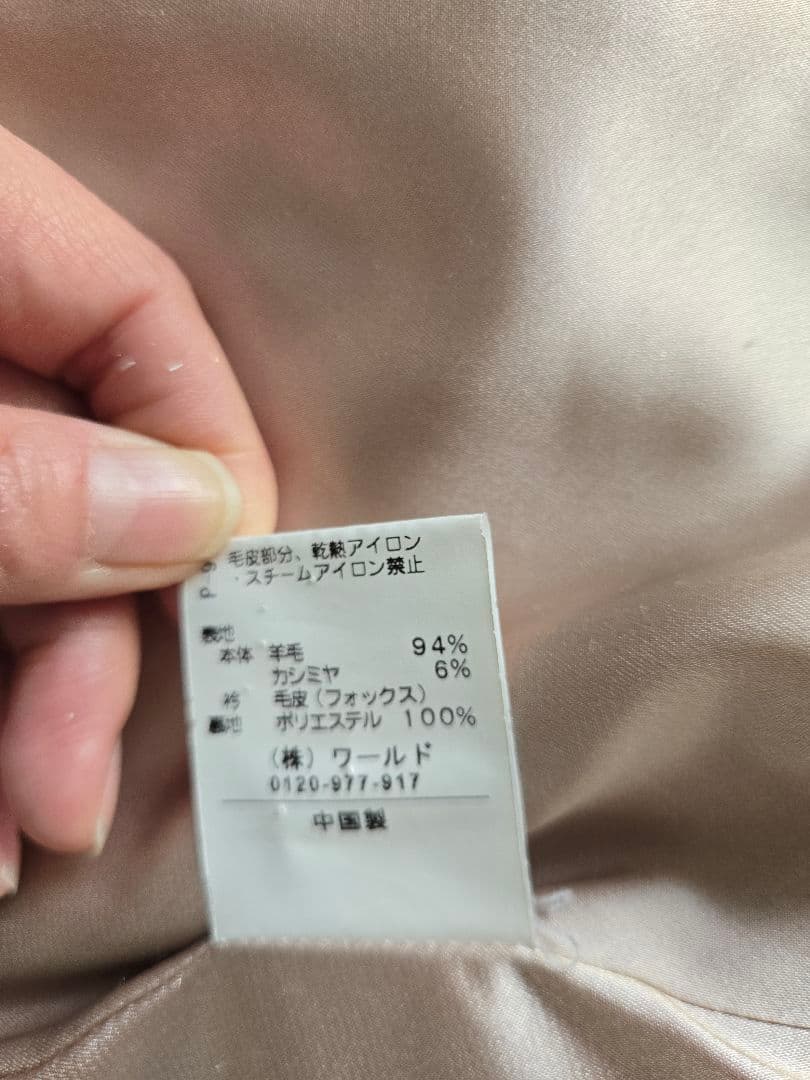 毛皮部分、乾熱アイロン
・スチームアイロン禁止
表地
本体 羊毛 94%
カシミヤ 6%
衿 毛皮(フォックス)
裏地 ポリエステル 100%
(株)ワールド
0120-977-917
中国製